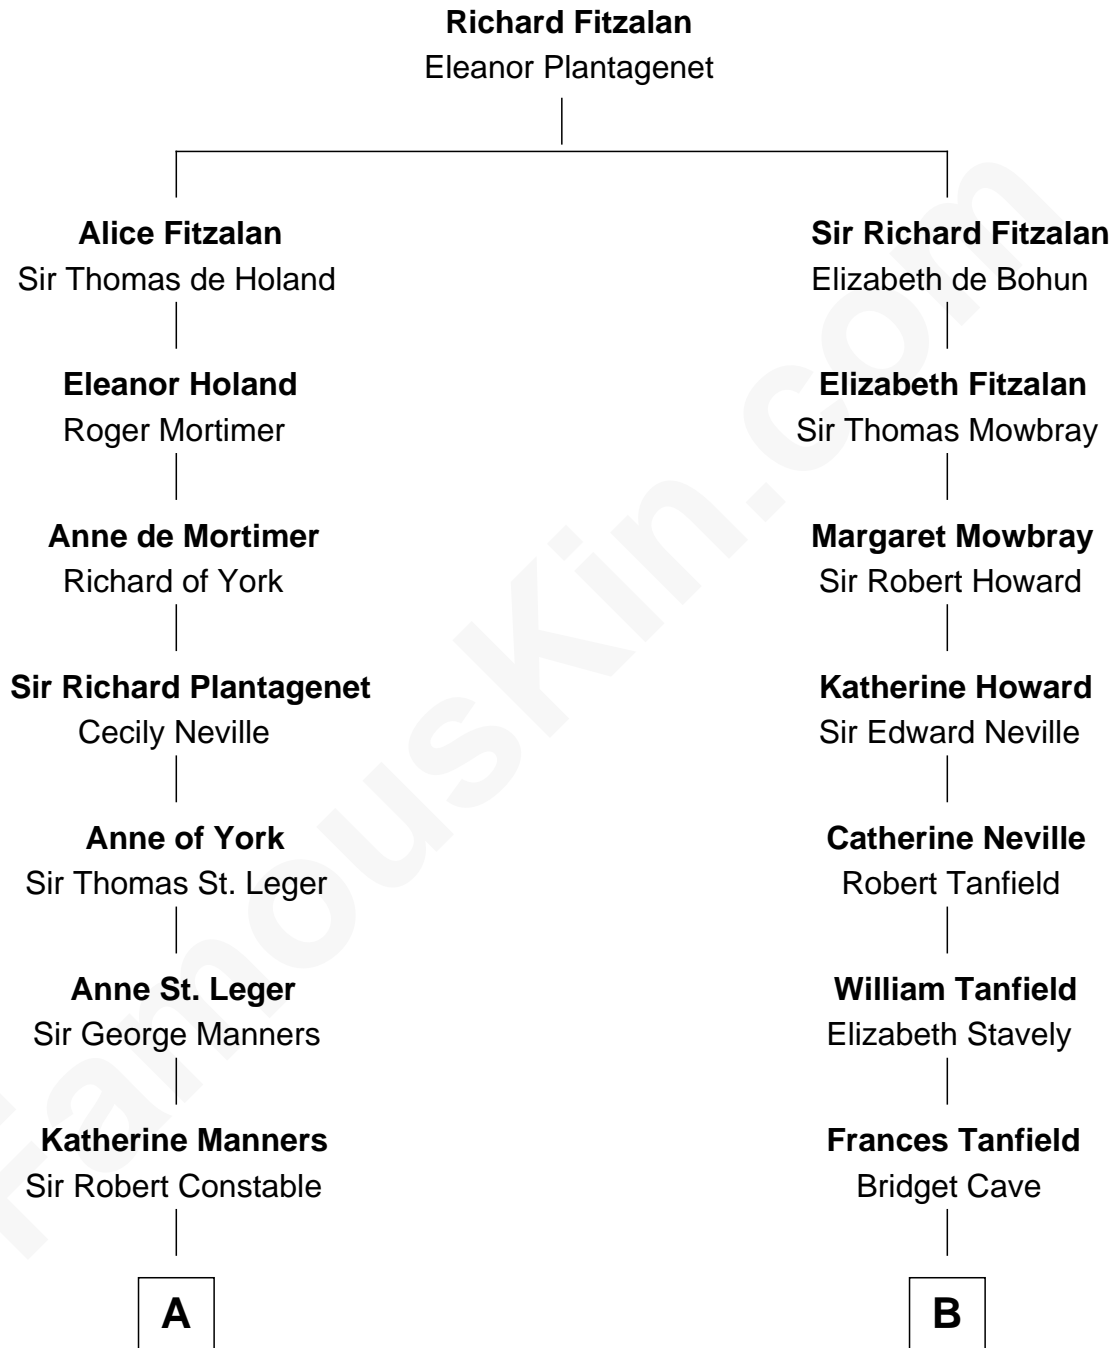 Richard Fitzalan
Eleanor Plantagenet
Alice Fitzalan
Sir Thomas de Holand
Sir Richard Fitzalan
Elizabeth de Bohun
Eleanor Holand
Roger Mortimer
Elizabeth Fitzalan
Sir Thomas Mowbray
Anne de Mortimer
Richard of York
Margaret Mowbray
Sir Robert Howard
Sir Richard Plantagenet
Cecily Neville
Katherine Howard
Sir Edward Neville
Anne of York
Sir Thomas St. Leger
Catherine Neville
Robert Tanfield
Anne St. Leger
Sir George Manners
William Tanfield
Elizabeth Stavely
Katherine Manners
Sir Robert Constable
Frances Tanfield
Bridget Cave
A
B
FamousKin.com